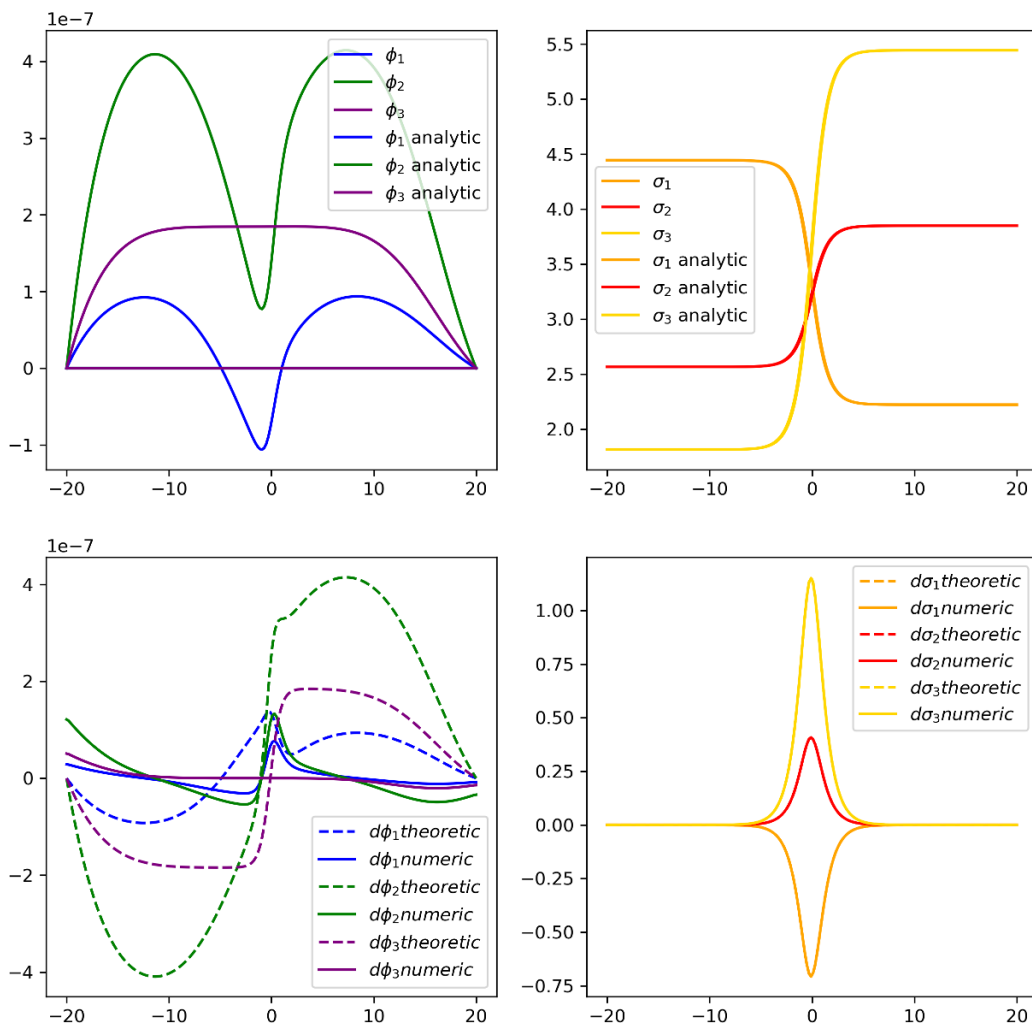 1e-7
4
3
2
1
0
−1
−20
−10
0
10
20
ϕ1
ϕ2
ϕ3
ϕ1 analytic
ϕ2 analytic
ϕ3 analytic
5.5
5.0
4.5
4.0
3.5
3.0
2.5
2.0
−20
−10
0
10
20
σ1
σ2
σ3
σ1 analytic
σ2 analytic
σ3 analytic
1e-7
4
2
0
−2
−4
−20
−10
0
10
20
dϕ1theoretic
dϕ1numeric
dϕ2theoretic
dϕ2numeric
dϕ3theoretic
dϕ3numeric
1.00
0.75
0.50
0.25
0.00
−0.25
−0.50
−0.75
−20
−10
0
10
20
dσ1theoretic
dσ1numeric
dσ2theoretic
dσ2numeric
dσ3theoretic
dσ3numeric